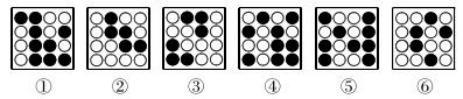 ① ② ③ ④ ⑤ ⑥